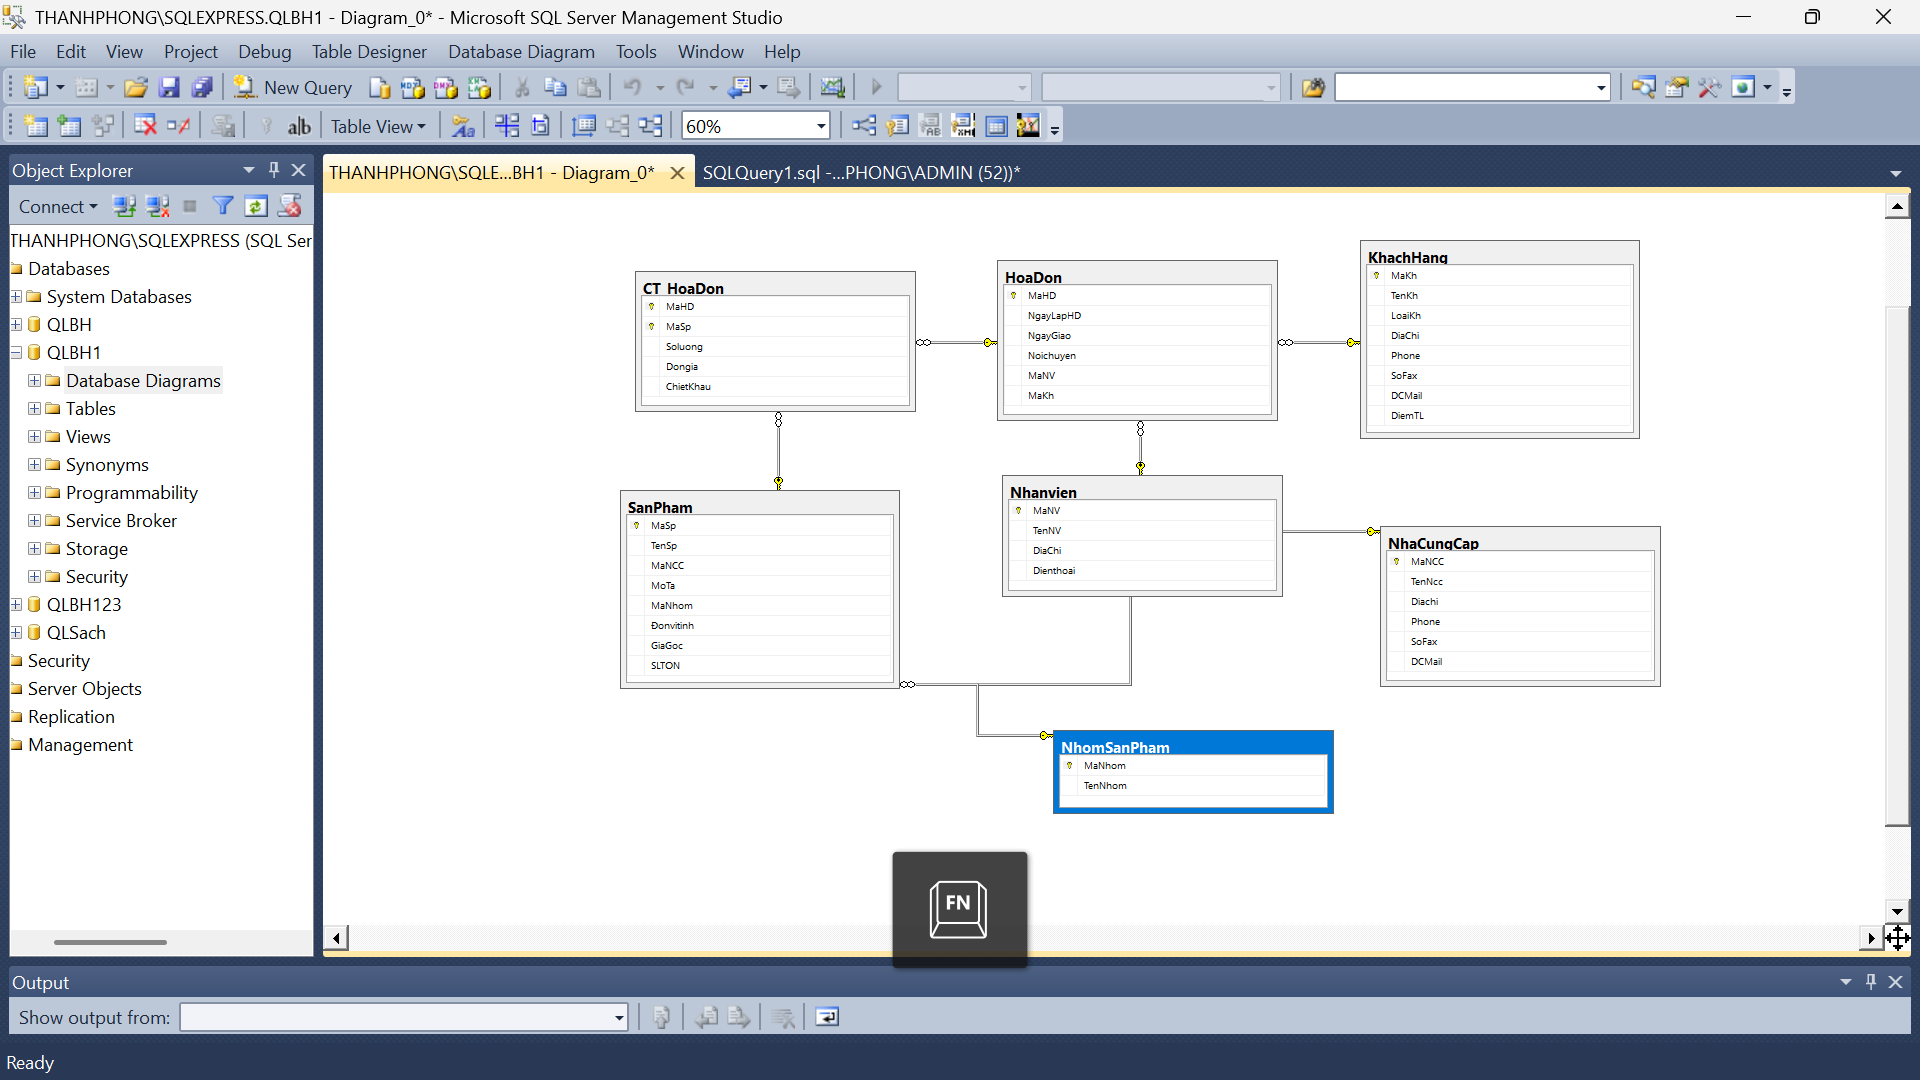 THANHPHONG\SQLEXPRESS.QLBH1 - Diagram_0* - Microsoft SQL Server Management Studio
File Edit View Project Debug Table Designer Database Diagram Tools Window Help
New Query
Table View
60%
Object Explorer
Connect
THANHPHONG\SQLEXPRESS (SQL Ser
Databases
System Databases
QLBH
QLBH1
Database Diagrams
Tables
Views
Synonyms
Programmability
Service Broker
Storage
Security
QLBH123
QLSach
Security
Server Objects
Replication
Management
THANHPHONG\SQLE...BH1 - Diagram_0*
SQLQuery1.sql -...PHONG\ADMIN (52))*
CT_HoaDon
MaHD
MaSp
Soluong
Dongia
ChietKhau
HoaDon
MaHD
NgayLapHD
NgayGiao
Noichuyen
MaNV
MaKh
KhachHang
MaKh
TenKh
LoaiKh
DiaChi
Phone
SoFax
DCMail
DiemTL
SanPham
MaSp
TenSp
MaNCC
MoTa
MaNhom
Đonvitinh
GiaGoc
SLTON
Nhanvien
MaNV
TenNV
DiaChi
Dienthoai
NhaCungCap
MaNCC
TenNcc
Diachi
Phone
SoFax
DCMail
NhomSanPham
MaNhom
TenNhom
FN
Output
Show output from:
Ready